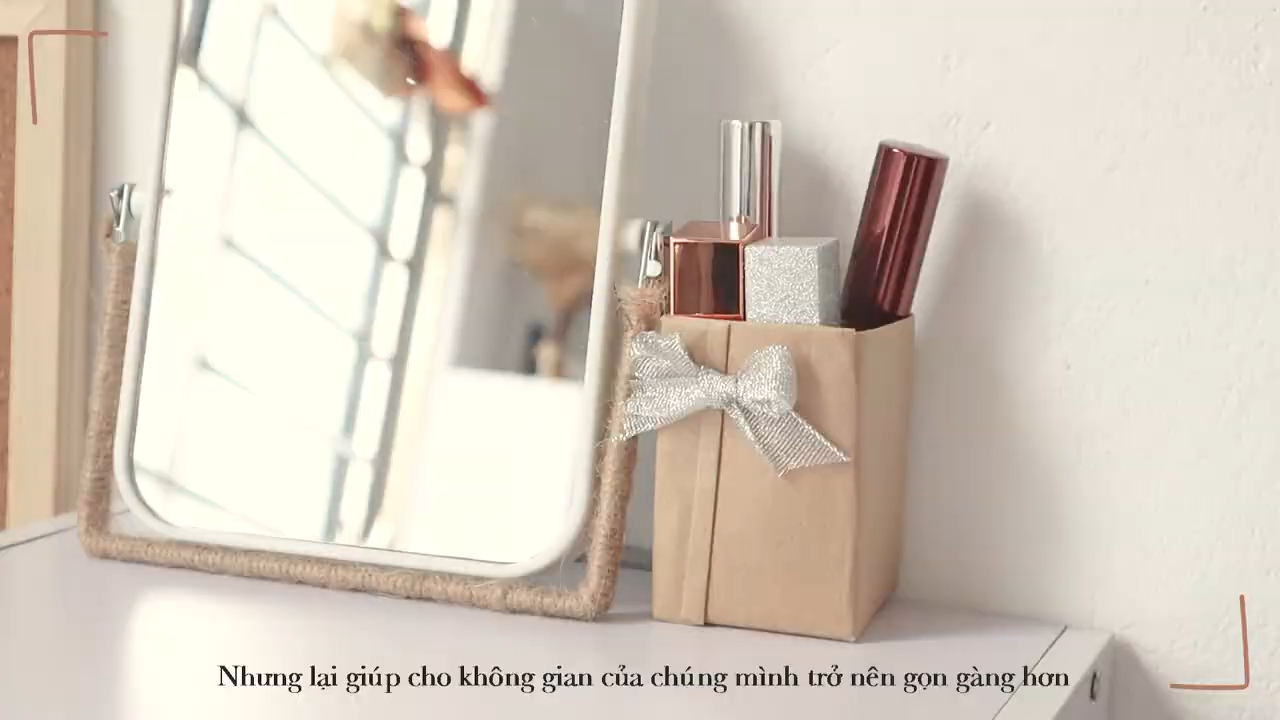 Nhưng lại giúp cho không gian của chúng mình trở nên gọn gàng hơn